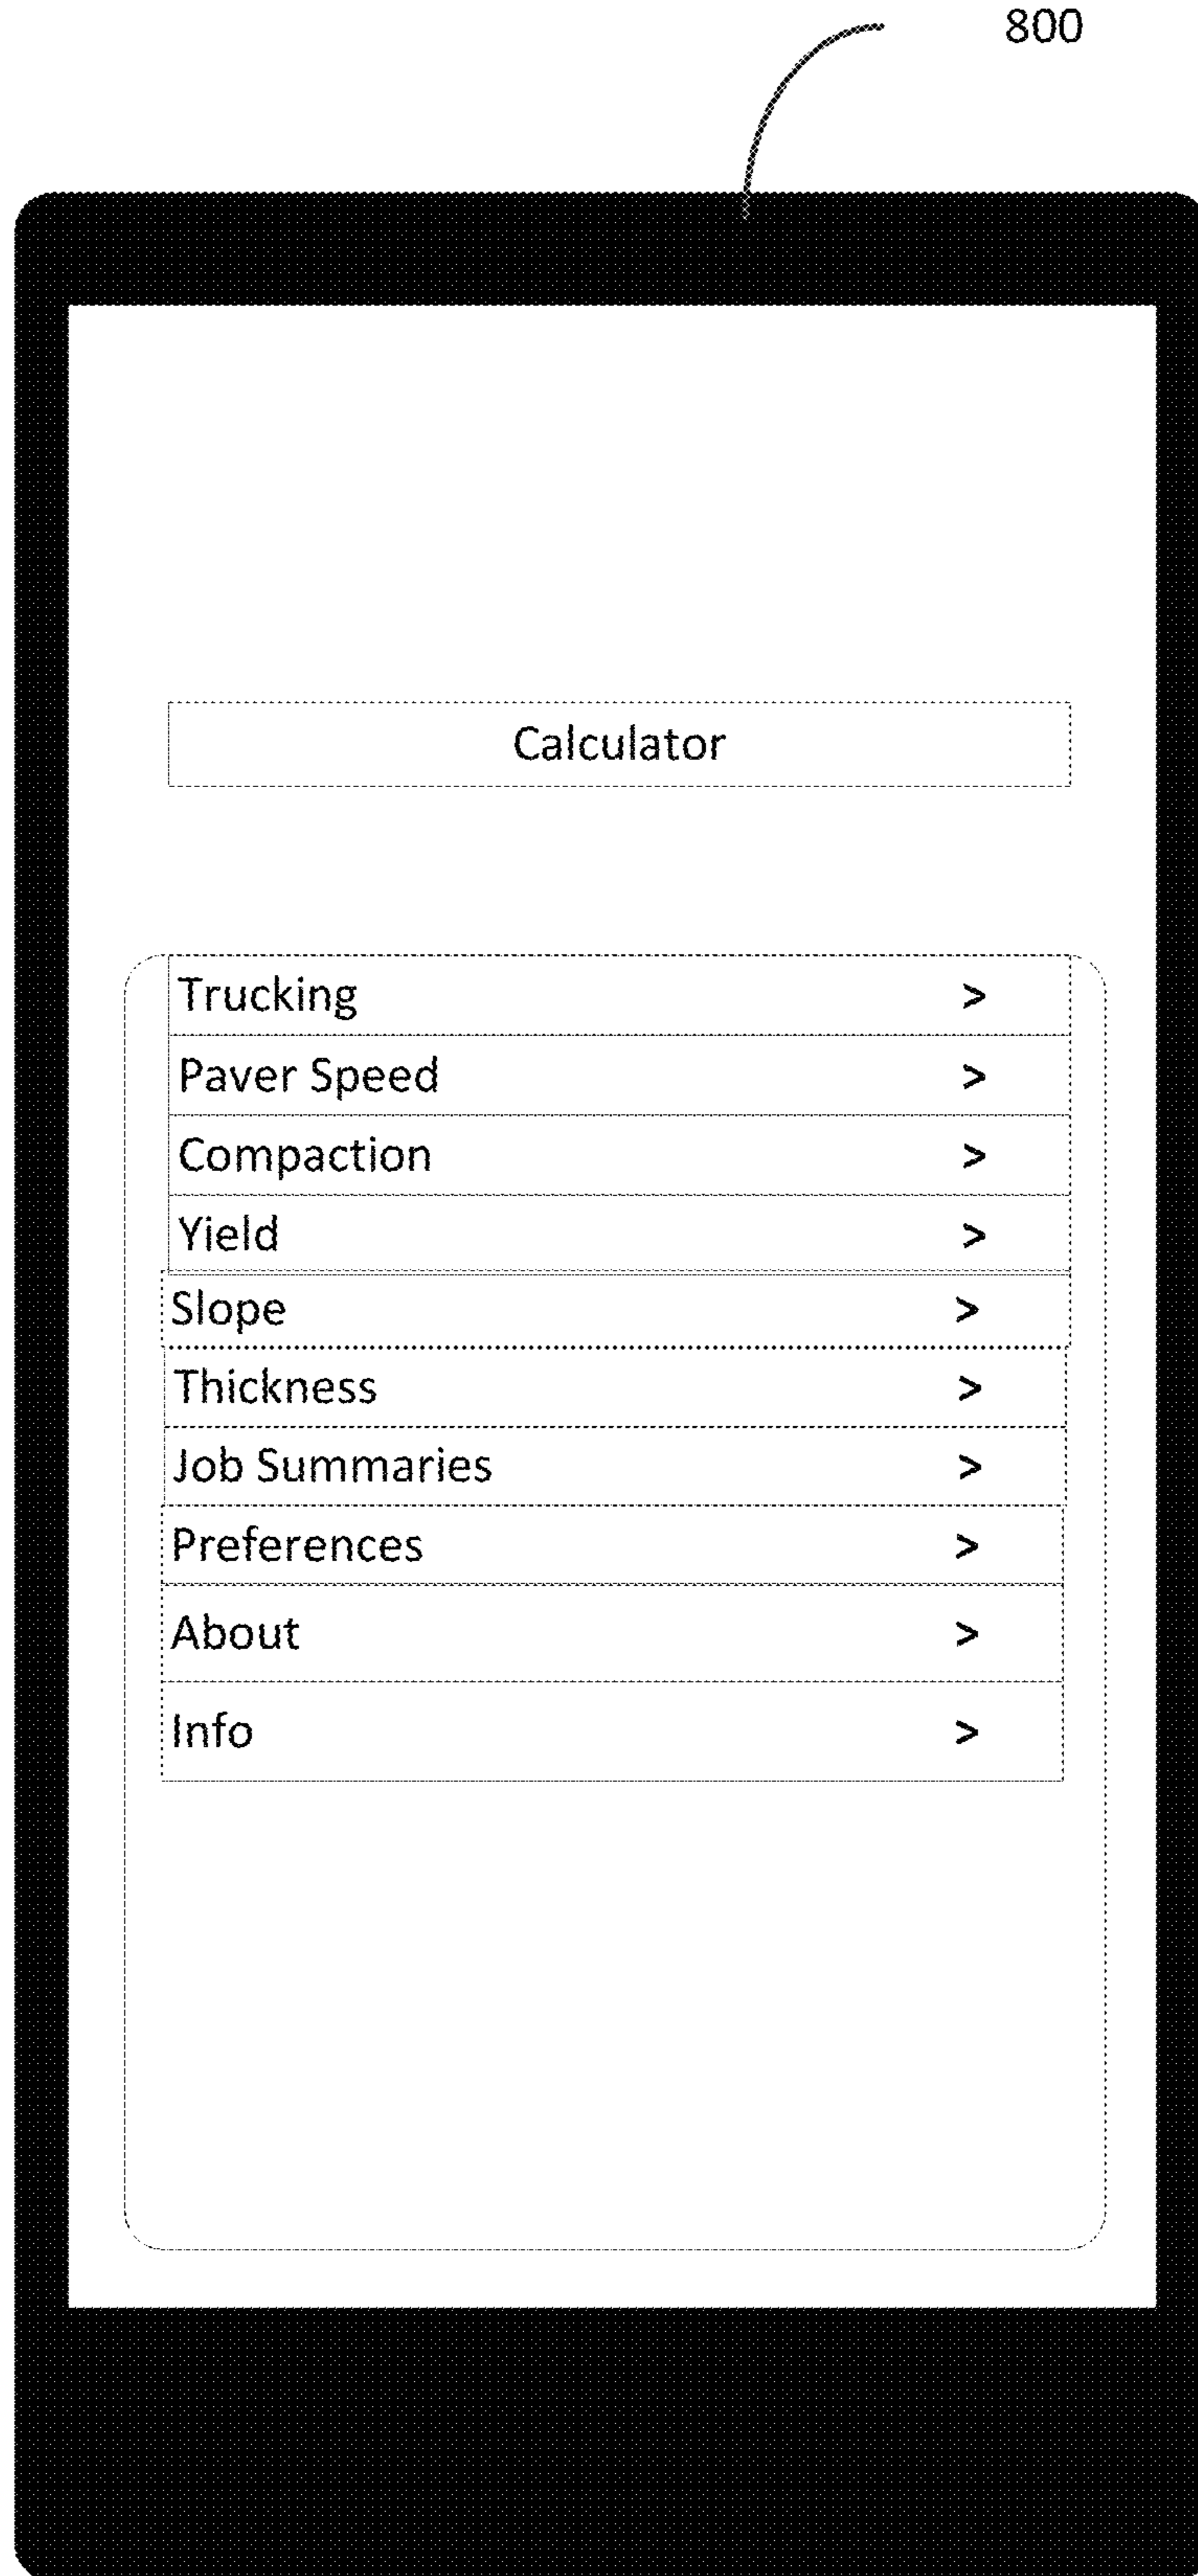 800
Calculator
Trucking >
Paver Speed >
Compaction >
Yield >
Slope >
Thickness >
Job Summaries >
Preferences >
About >
Info >